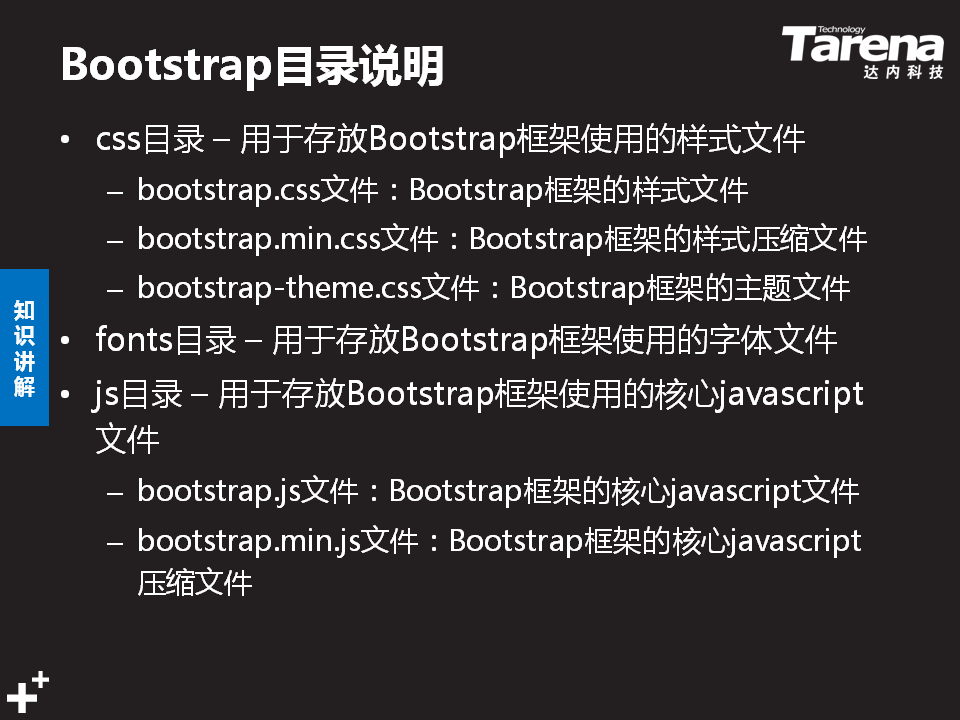 Bootstrap目录说明
Technology
Tarena
达内科技
• css目录 – 用于存放Bootstrap框架使用的样式文件
– bootstrap.css文件：Bootstrap框架的样式文件
– bootstrap.min.css文件：Bootstrap框架的样式压缩文件
– bootstrap-theme.css文件：Bootstrap框架的主题文件
• fonts目录 – 用于存放Bootstrap框架使用的字体文件
• js目录 – 用于存放Bootstrap框架使用的核心javascript
文件
– bootstrap.js文件：Bootstrap框架的核心javascript文件
– bootstrap.min.js文件：Bootstrap框架的核心javascript
压缩文件
知识讲解